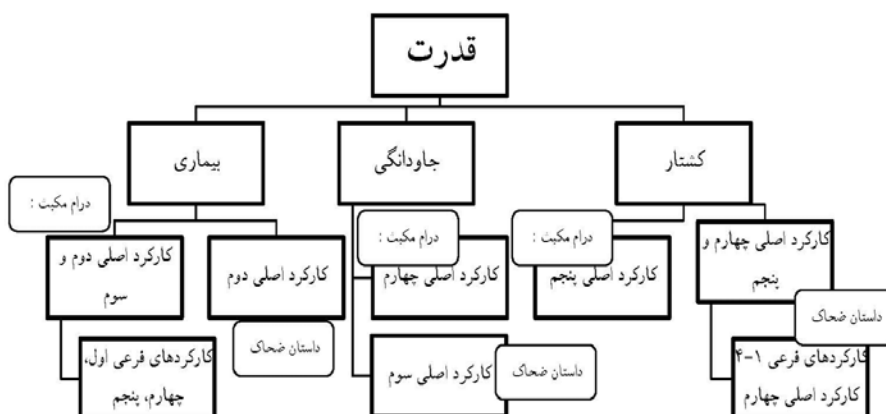 قدرت
کشتار
جاودانگی
بیماری
درام مکبث :
درام مکبث :
درام مکبث :
کارکرد اصلی چهارم و
پنجم
کارکرد اصلی پنجم
کارکرد اصلی چهارم
کارکرد اصلی دوم
کارکرد اصلی دوم و
سوم
داستان ضحاک
داستان ضحاک
داستان ضحاک
کارکردهای فرعی ۱-۴
کارکرد اصلی چهارم
کارکرد اصلی سوم
کارکردهای فرعی اول،
چهارم، پنجم